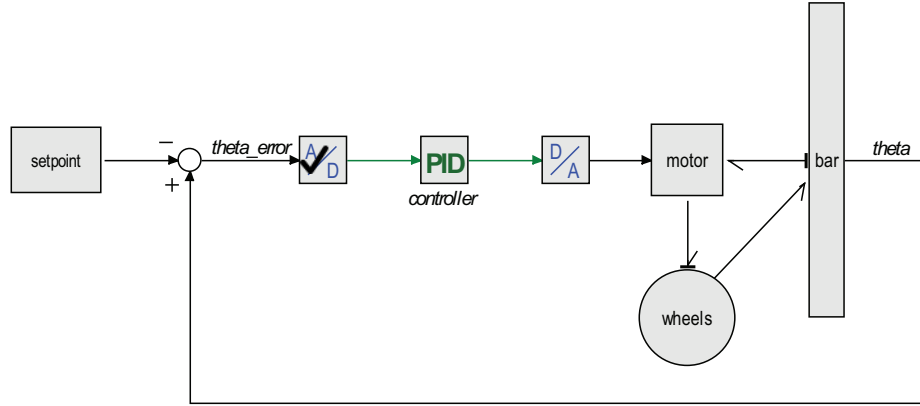 setpoint
−
+
theta_error
A
D
PID
controller
D
A
motor
bar
theta
wheels